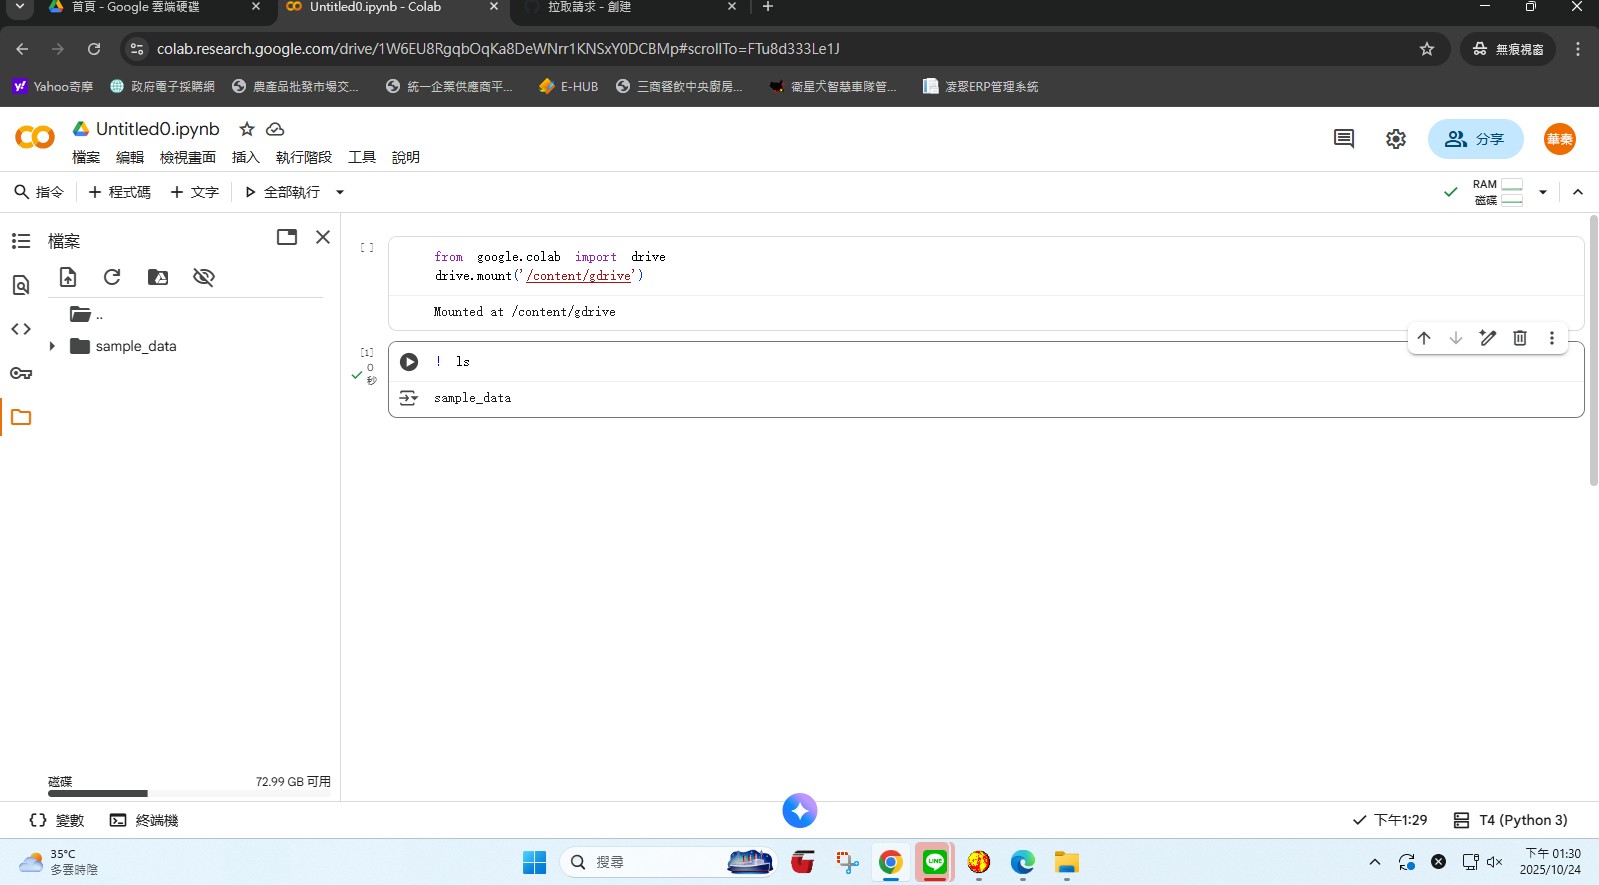 首頁 - Google 雲端硬碟
Untitled0.ipynb - Colab
拉取請求 - 創建
colab.research.google.com/drive/1W6EU8RgqbOqKa8DeWNrr1KNSxY0DCBMp#scrollTo=FTu8d333Le1J
無痕視窗
Yahoo奇摩
政府電子採購網
農產品批發市場交...
統一企業供應商平...
E-HUB
三商餐飲中央廚房...
衛星犬智慧車隊管...
凌聚ERP管理系統
Untitled0.ipynb
檔案 編輯 檢視畫面 插入 執行階段 工具 說明
分享
華秦
指令 + 程式碼 + 文字 全部執行
RAM
磁碟
檔案
..
sample_data
[ ]
from google.colab import drive
drive.mount('/content/gdrive')
Mounted at /content/gdrive
[1]
0
秒
! ls
sample_data
磁碟 72.99 GB 可用
變數 終端機
下午1:29 T4 (Python 3)
35°C
多雲時陰
搜尋
LINE
下午 01:30
2025/10/24